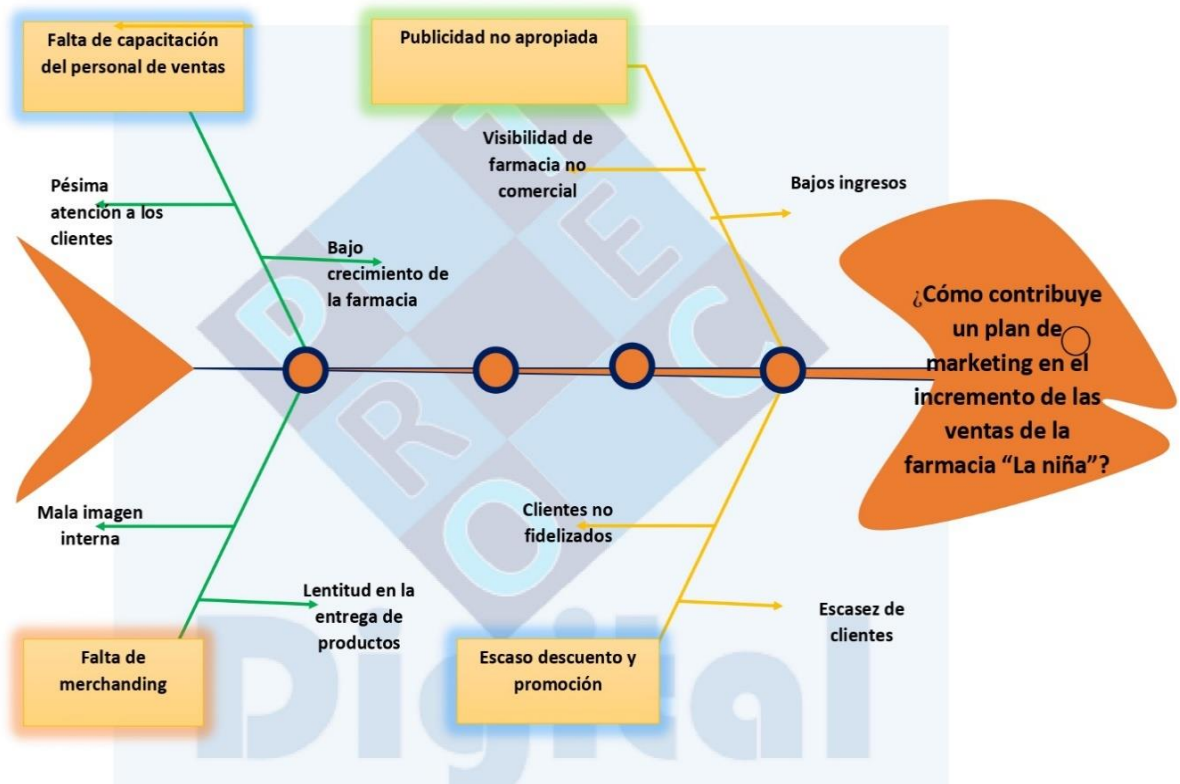 Falta de capacitación
del personal de ventas
Publicidad no apropiada
Visibilidad de
farmacia no
comercial
Bajos ingresos
Pésima
atención a los
clientes
Bajo
crecimiento de
la farmacia
¿Cómo contribuye
un plan de
marketing en el
incremento de las
ventas de la
farmacia “La niña”?
Mala imagen
interna
Lentitud en la
entrega de
productos
Clientes no
fidelizados
Escasez de
clientes
Falta de
merchanding
Escaso descuento y
promoción
D I T E C
R O
Digital